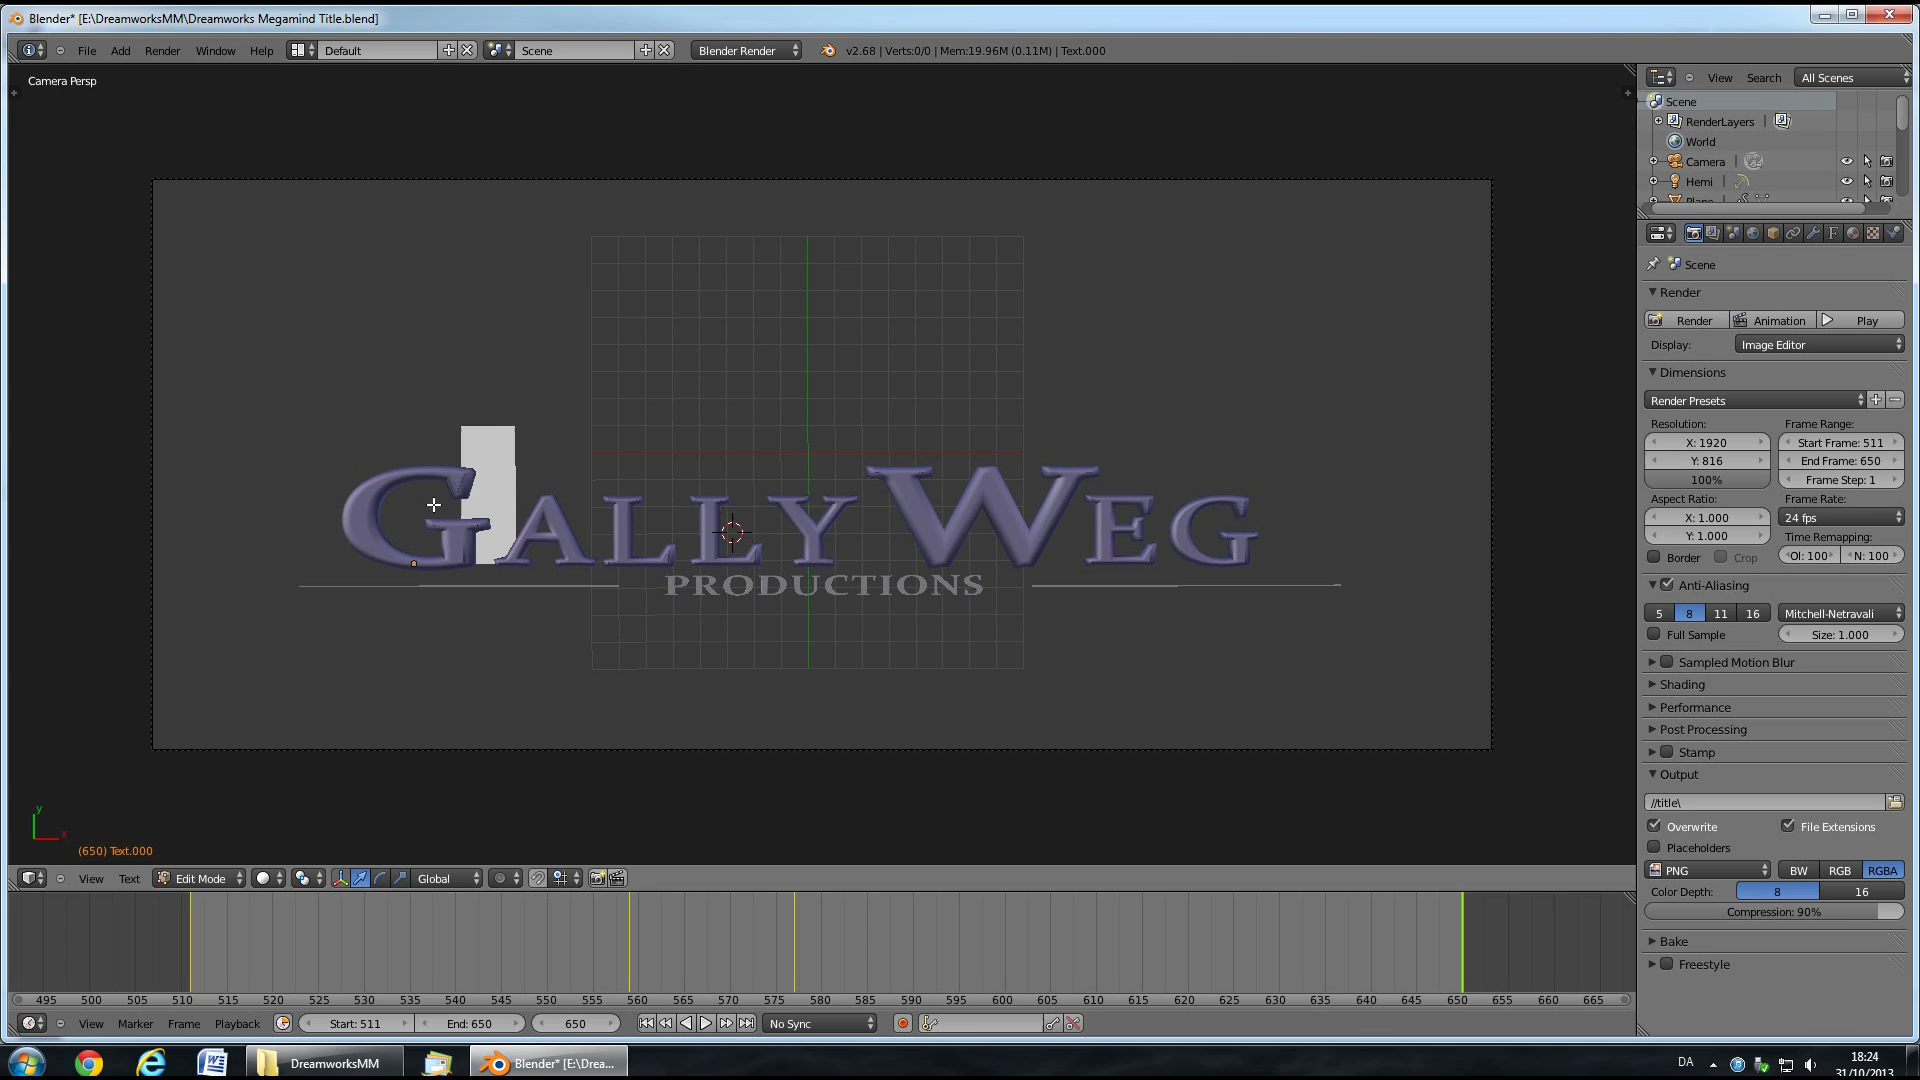 Blender* [E:\DreamworksMM\Dreamworks Megamind Title.blend]
File Add Render Window Help Default Scene Blender Render v2.68 | Verts:0/0 | Mem:19.96M (0.11M) | Text.000
Camera Persp
View Search All Scenes
Scene
RenderLayers
World
Camera
Hemi
Scene
Render
Render Animation Play
Display: Image Editor
Dimensions
Render Presets
Resolution: Frame Range:
X: 1920 Start Frame: 511
Y: 816 End Frame: 650
100% Frame Step: 1
Aspect Ratio: Frame Rate:
X: 1.000 24 fps
Y: 1.000 Time Remapping:
Border Crop Ol: 100 N: 100
Anti-Aliasing
5 8 11 16 Mitchell-Netravali
Full Sample Size: 1.000
Sampled Motion Blur
Shading
Performance
Post Processing
Stamp
Output
//title\
Overwrite File Extensions
Placeholders
PNG BW RGB RGBA
Color Depth: 8 16
Compression: 90%
Bake
Freestyle
GALLYWEG
PRODUCTIONS
y
x
(650) Text.000
View Text Edit Mode Global
495 500 505 510 515 520 525 530 535 540 545 550 555 560 565 570 575 580 585 590 595 600 605 610 615 620 625 630 635 640 645 650 655 660 665
View Marker Frame Playback Start: 511 End: 650 650 No Sync
DreamworksMM Blender* [E:\Drea... DA 18:24
31/10/2013